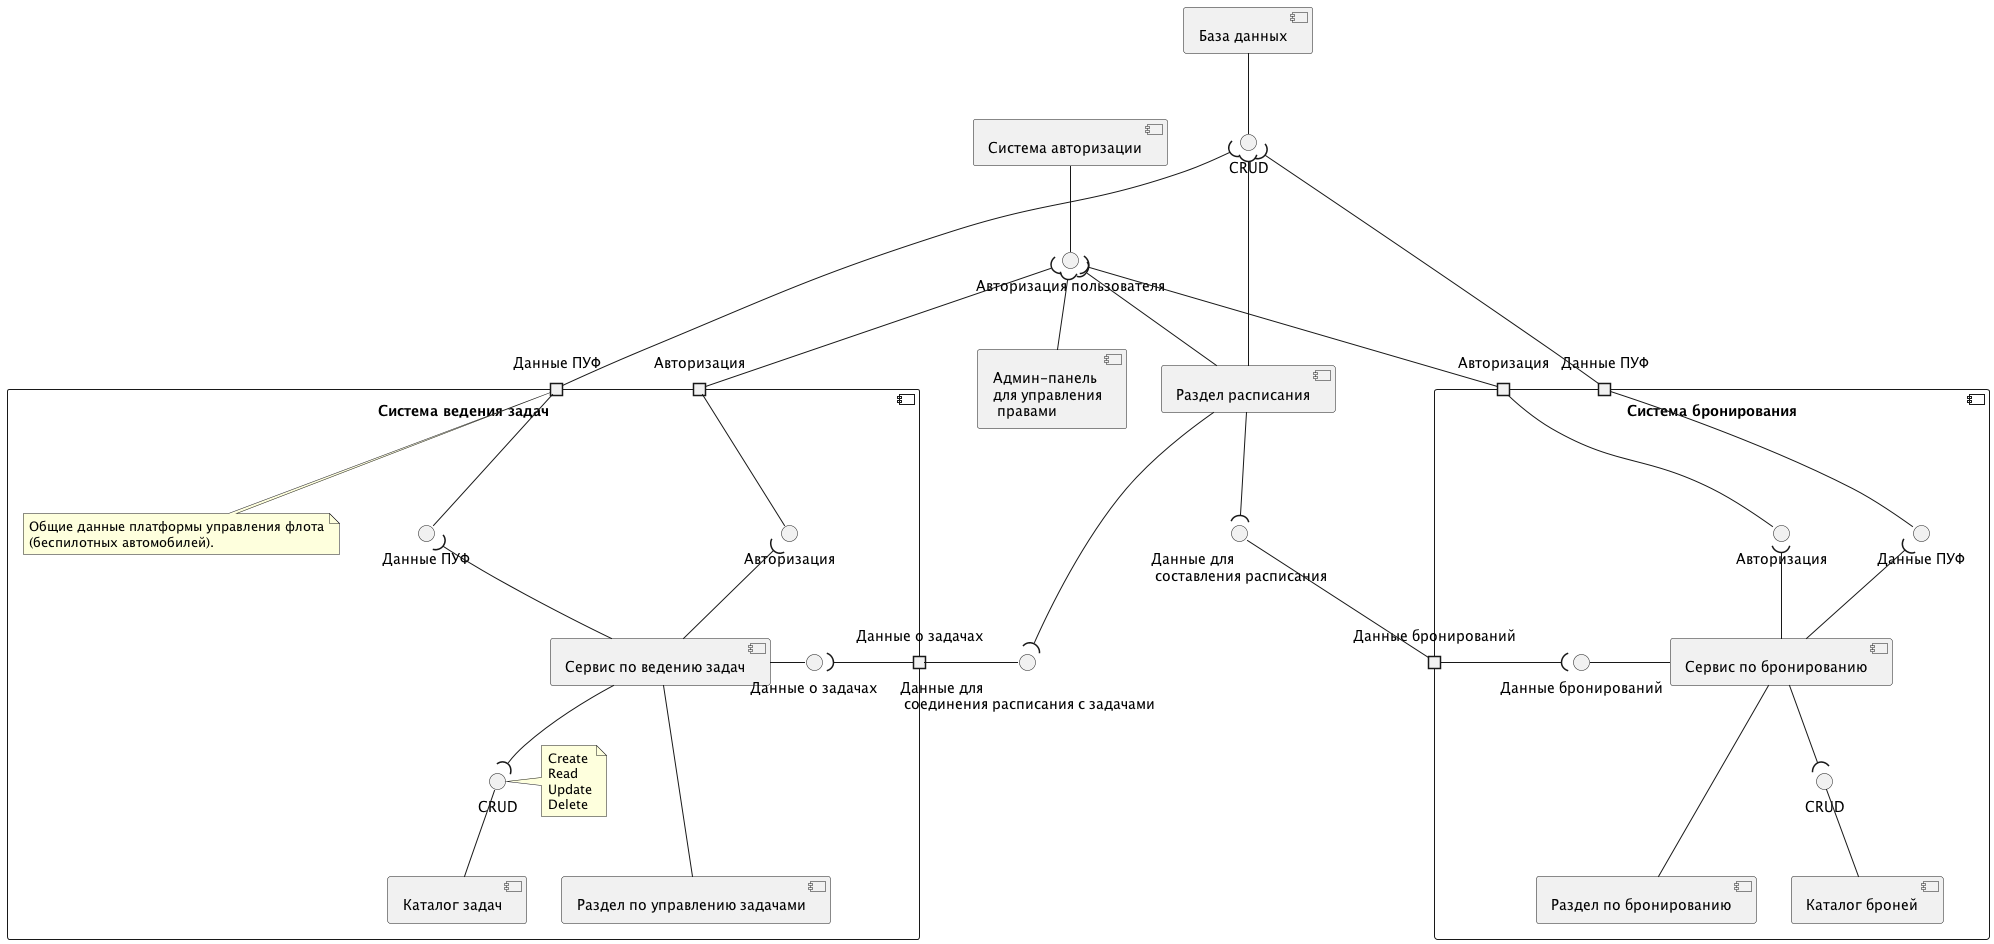 База данных
Система авторизации
CRUD
Авторизация пользователя
Данные ПУФ
Авторизация
Авторизация
Данные ПУФ
Админ-панель
для управления
правами
Раздел расписания
Система ведения задач
Система бронирования
Общие данные платформы управления флота
(беспилотных автомобилей).
Данные ПУФ
Авторизация
Данные для
составления расписания
Авторизация
Данные ПУФ
Данные о задачах
Данные бронирований
Сервис по ведению задач
Сервис по бронированию
Данные о задачах
Данные для
соединения расписания с задачами
Данные бронирований
Create
Read
Update
Delete
CRUD
CRUD
Каталог задач
Раздел по управлению задачами
Раздел по бронированию
Каталог броней